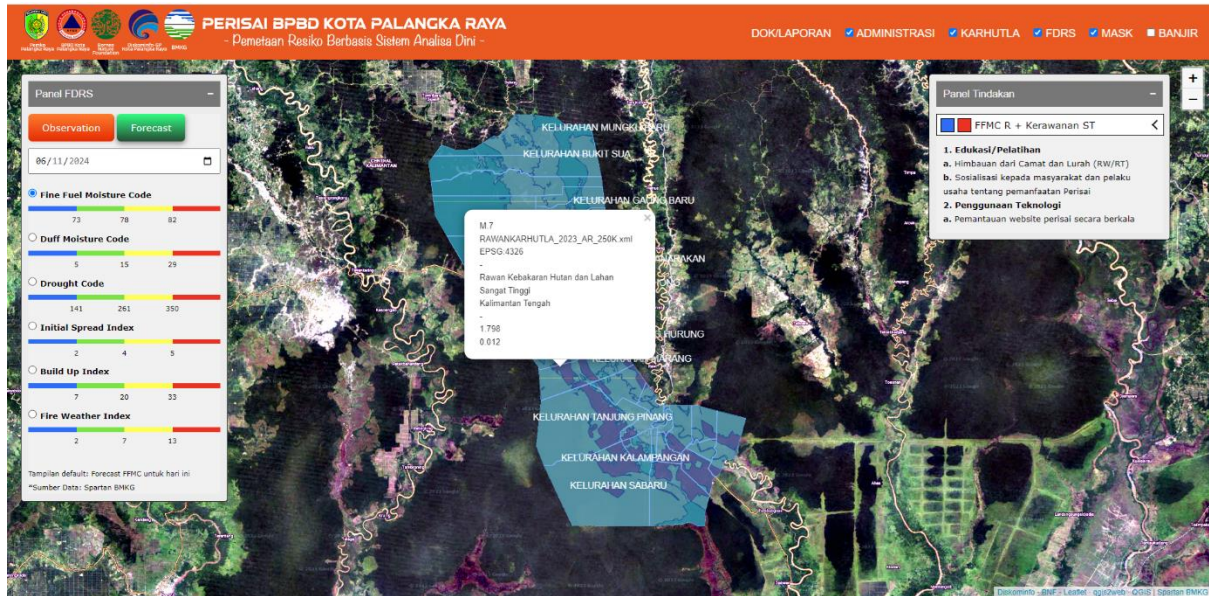 PERISAI BPBD KOTA PALANGKA RAYA
- Pemetaan Resiko Berbasis Sistem Analisa Dini -
BMKG
DOK/LAPORAN ADMINISTRASI KARHUTLA FDRS MASK BANJIR
Panel FDRS –
Observation Forecast
06/11/2024
Fine Fuel Moisture Code
73 78 82
Duff Moisture Code
5 15 29
Drought Code
141 261 350
Initial Spread Index
2 4 5
Build Up Index
7 20 33
Fire Weather Index
2 7 13
Tampilan default: Forecast FFMC untuk hari ini
*Sumber Data: Spartan BMKG
KELURAHAN MUNGKU BARU
KELURAHAN BUKIT SUA
KELURAHAN GAUNG BARU
M.7
RAWANKARHUTLA_2023_AR_250K.xml
EPSG:4326
-
Rawan Kebakaran Hutan dan Lahan
Sangat Tinggi
Kalimantan Tengah
-
1.798
0.012
KELURAHAN TANJUNG PINANG
KELURAHAN KALAMPANGAN
KELURAHAN SABARU
Panel Tindakan –
FFMC R + Kerawanan ST
1. Edukasi/Pelatihan
a. Himbauan dari Camat dan Lurah (RW/RT)
b. Sosialisasi kepada masyarakat dan pelaku
usaha tentang pemanfaatan Perisai
2. Penggunaan Teknologi
a. Pemantauan website perisai secara berkala
+
–
Diskominfo - BNF - Leaflet - qgis2web - QGIS | Spartan BMKG